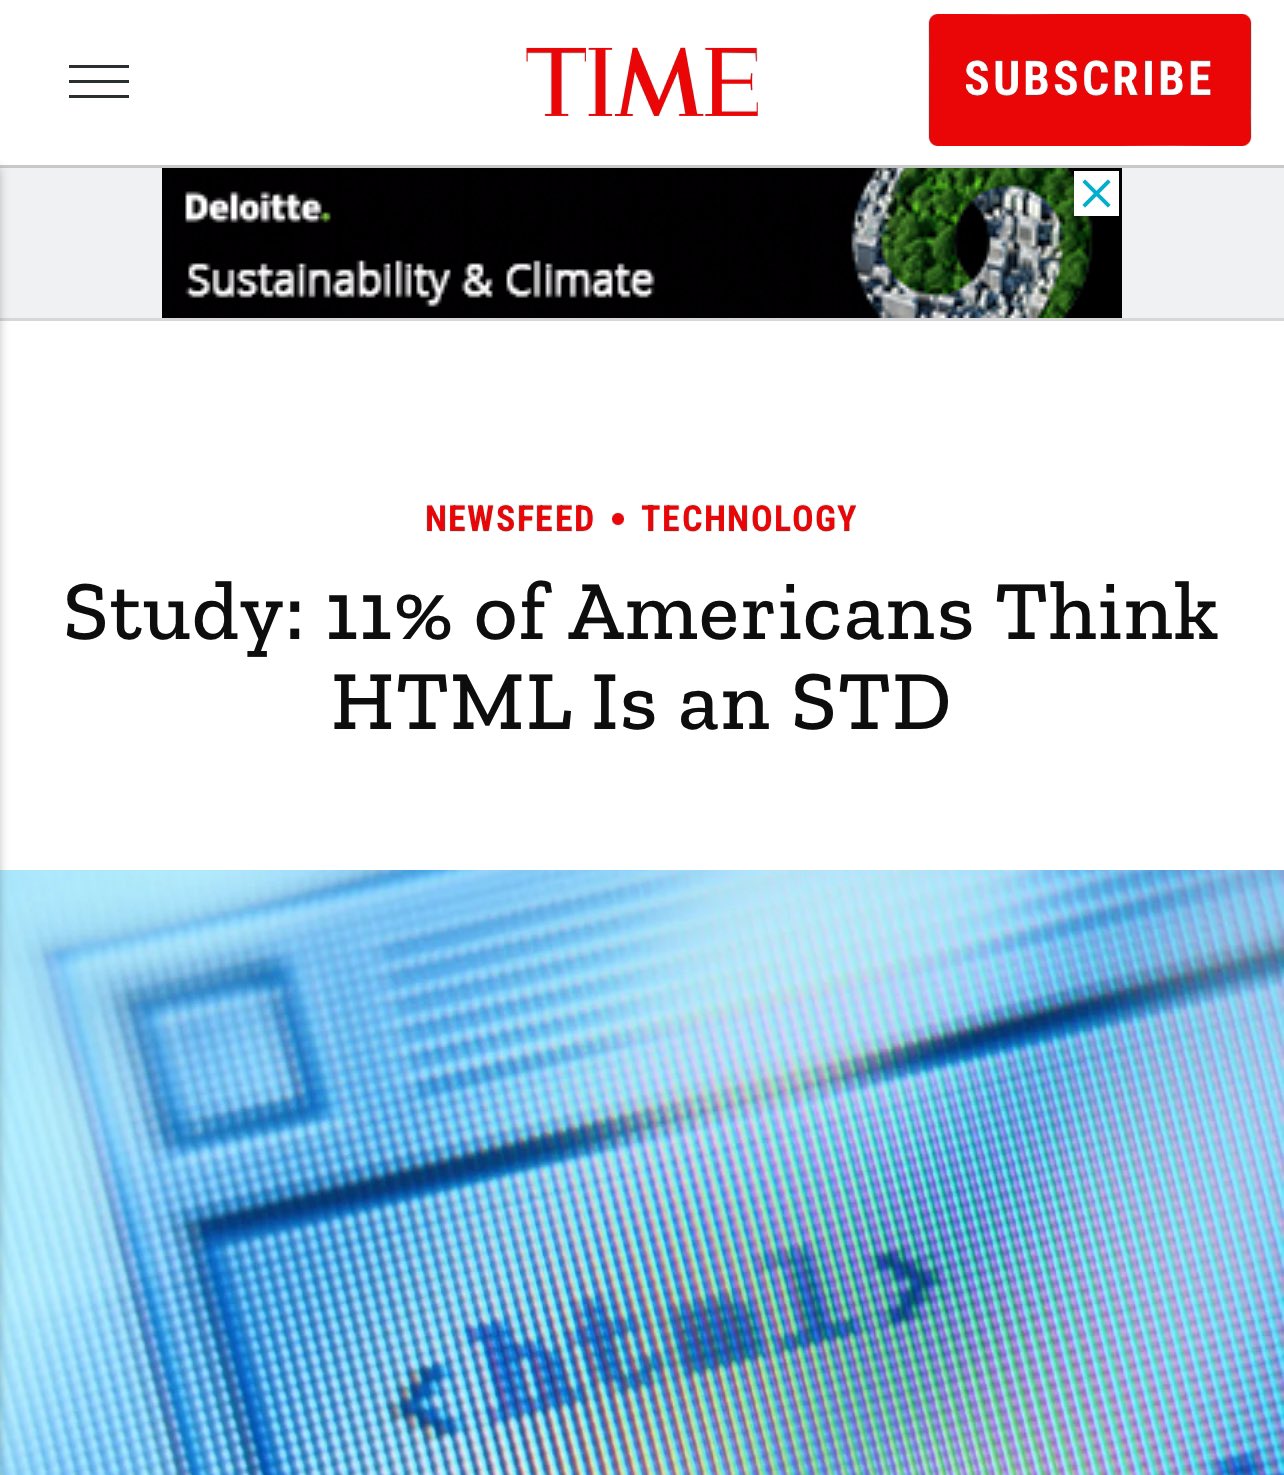 TIME
SUBSCRIBE
Deloitte.
Sustainability & Climate
NEWSFEED • TECHNOLOGY
Study: 11% of Americans Think
HTML Is an STD
<html>